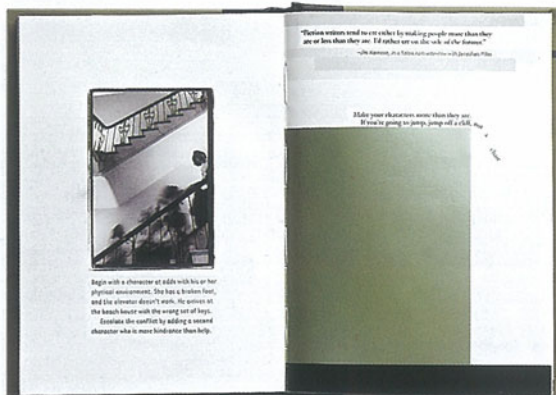 Begin with a character at odds with his or her
physical environment. She has a broken foot,
and the elevator doesn't work. He arrives at
the beach house with the wrong set of keys.
Escalate the conflict by adding a second
character who is more hindrance than help.
"Fiction writers tend to err either by making people more than they
are or less than they are. I'd rather err on the side of the former."
—Jim Harrison, in a interview with Jonathan Miles
Make your characters more than they are.
If you're going to jump, jump off a cliff, not a chair